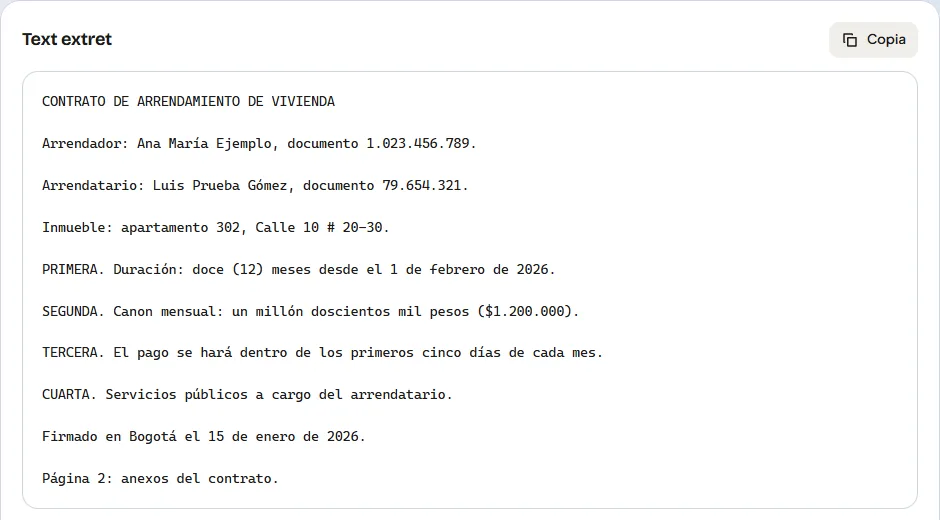 Text extret
Copia
CONTRATO DE ARRENDAMIENTO DE VIVIENDA
Arrendador: Ana María Ejemplo, documento 1.023.456.789.
Arrendatario: Luis Prueba Gómez, documento 79.654.321.
Inmueble: apartamento 302, Calle 10 # 20-30.
PRIMERA. Duración: doce (12) meses desde el 1 de febrero de 2026.
SEGUNDA. Canon mensual: un millón doscientos mil pesos ($1.200.000).
TERCERA. El pago se hará dentro de los primeros cinco días de cada mes.
CUARTA. Servicios públicos a cargo del arrendatario.
Firmado en Bogotá el 15 de enero de 2026.
Página 2: anexos del contrato.